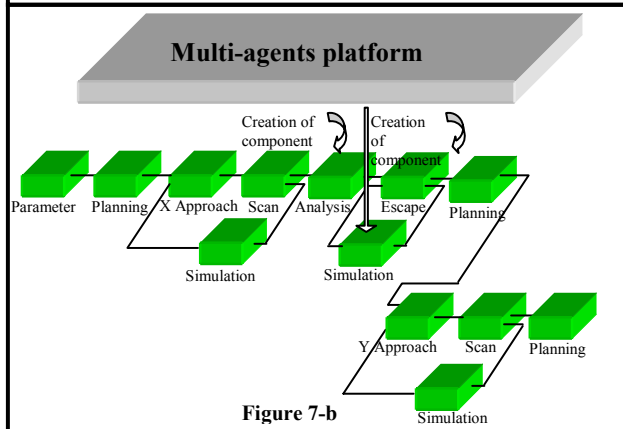 Multi-agents platform
Creation of
component
Creation
of
component
Parameter
Planning
X Approach
Scan
Analysis
Escape
Planning
Simulation
Simulation
Y Approach
Scan
Planning
Simulation
Figure 7-b